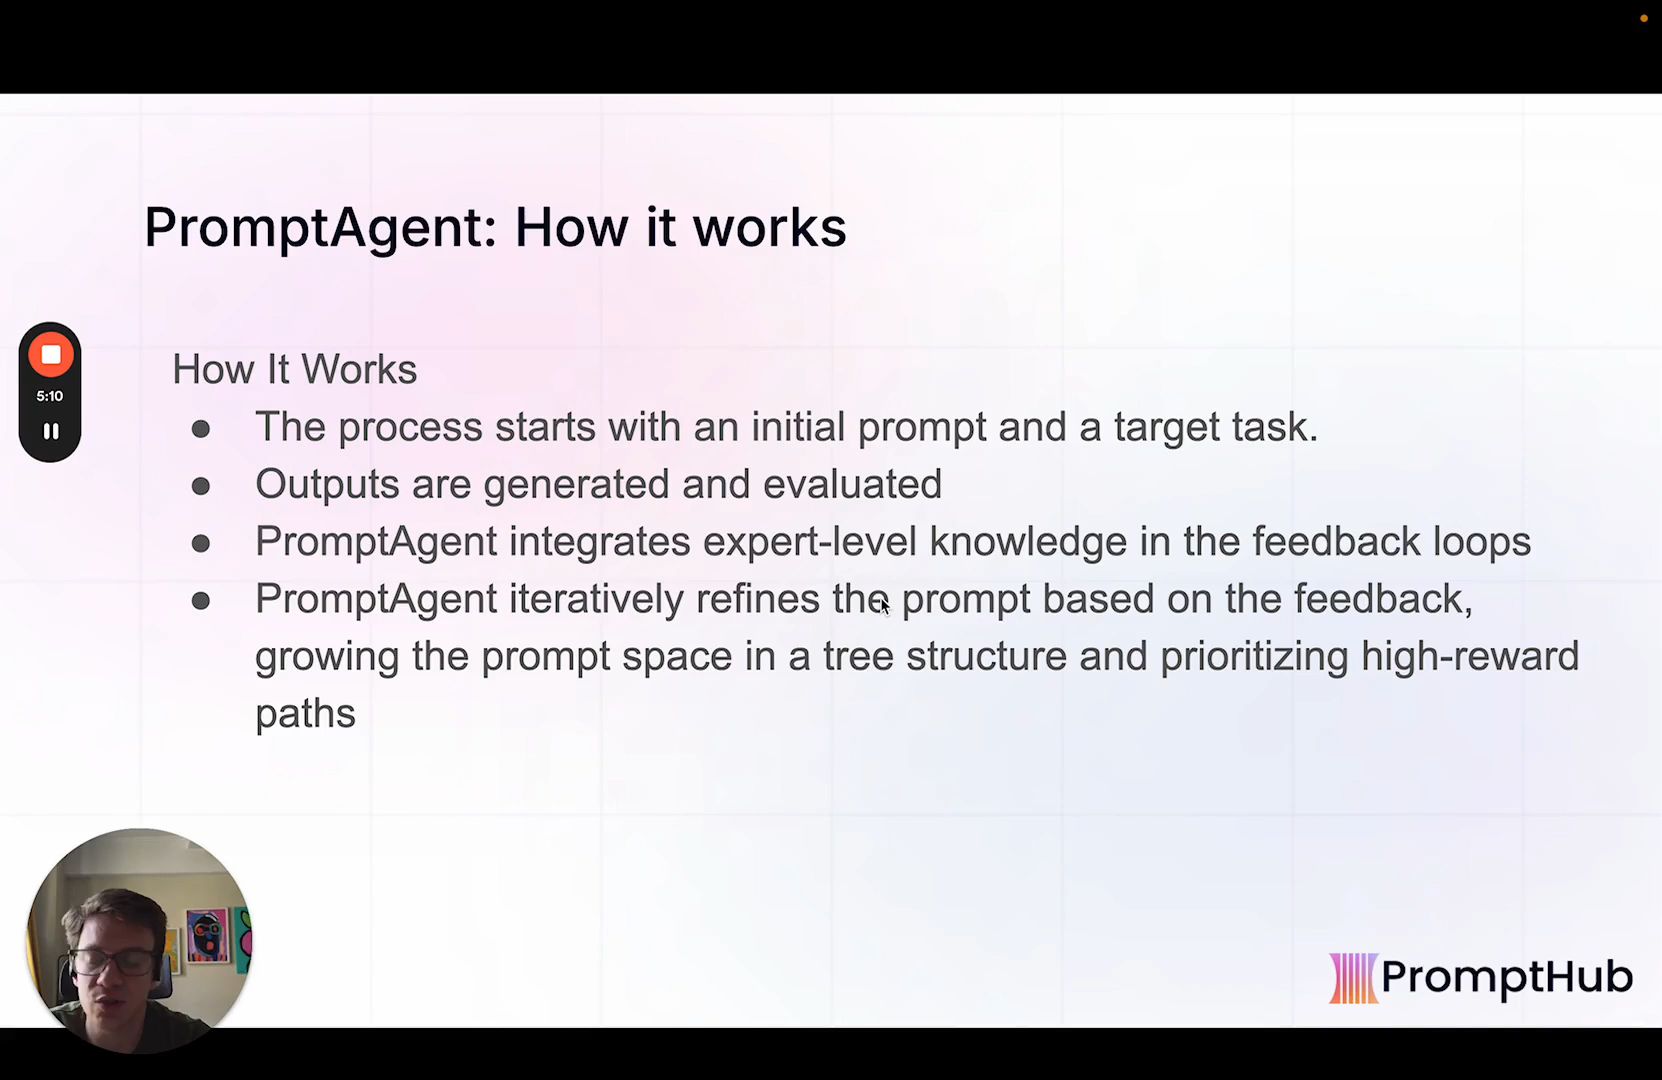 PromptAgent: How it works
5:10
How It Works
● The process starts with an initial prompt and a target task.
● Outputs are generated and evaluated
● PromptAgent integrates expert-level knowledge in the feedback loops
● PromptAgent iteratively refines the prompt based on the feedback,
growing the prompt space in a tree structure and prioritizing high-reward
paths
PromptHub